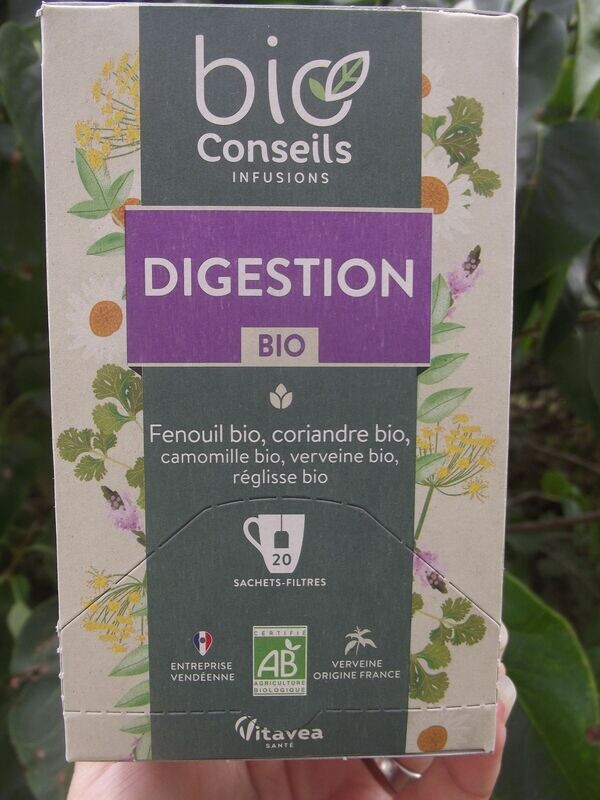 bio
Conseils
INFUSIONS
DIGESTION
BIO
Fenouil bio, coriandre bio,
camomille bio, verveine bio,
réglisse bio
20
SACHETS-FILTRES
ENTREPRISE
VENDÉENNE
CERTIFIÉ
AB
AGRICULTURE
BIOLOGIQUE
VERVEINE
ORIGINE FRANCE
Vitavea
SANTÉ